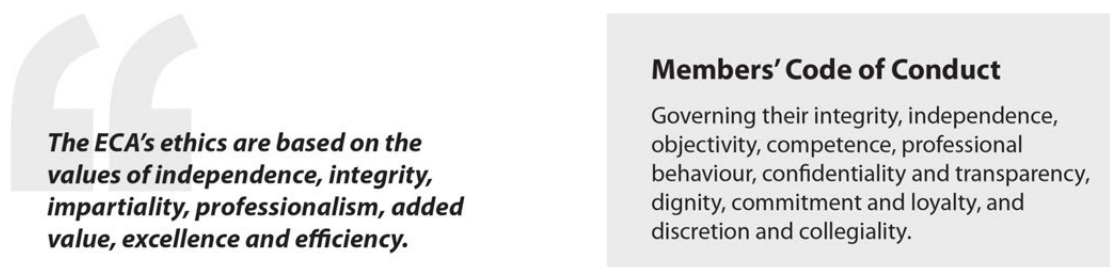 The ECA’s ethics are based on the
values of independence, integrity,
impartiality, professionalism, added
value, excellence and efficiency.
Members’ Code of Conduct
Governing their integrity, independence,
objectivity, competence, professional
behaviour, confidentiality and transparency,
dignity, commitment and loyalty, and
discretion and collegiality.